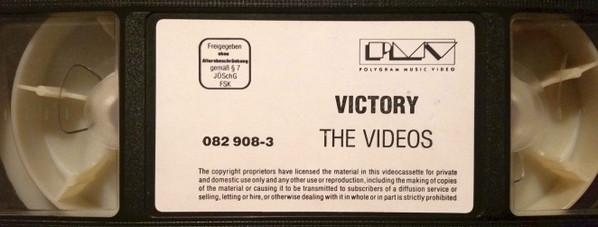 Freigegeben
ohne
Altersbeschränkung
gemäß § 7
JÖSchG
FSK
PMV
POLYGRAM MUSIC VIDEO
VICTORY
082 908-3
THE VIDEOS
The copyright proprietors have licensed the material in this videocassette for private
and domestic use only and any other use or reproduction, including the making of copies
of the material or causing it to be transmitted to subscribers of a diffusion service or
selling, letting or hire, or otherwise dealing with it in whole or in part is strictly prohibited